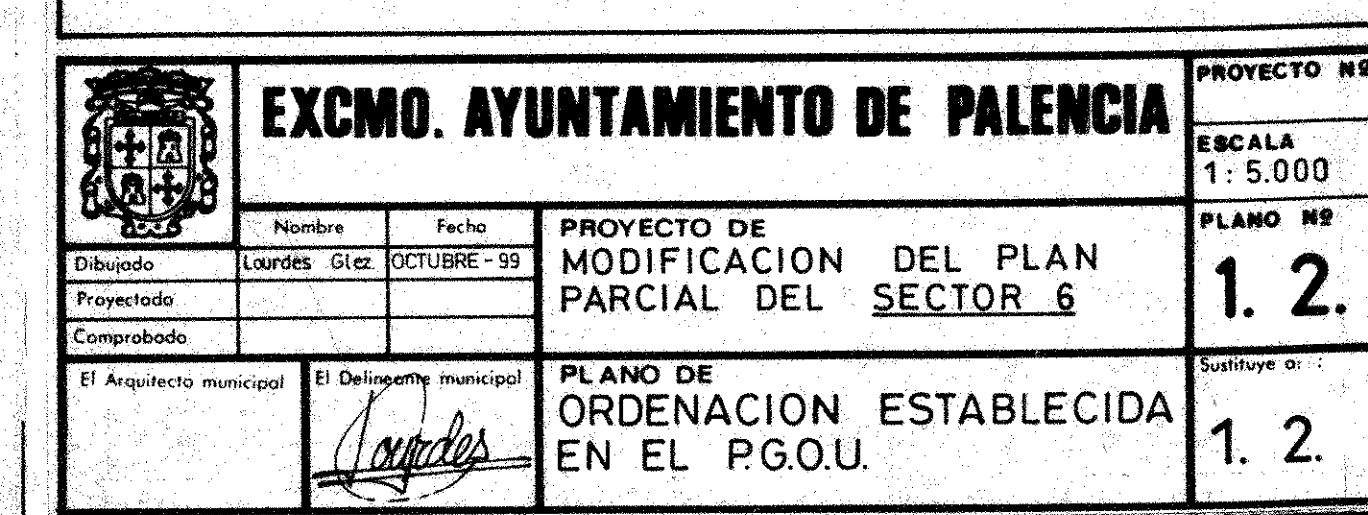 EXCMO. AYUNTAMIENTO DE PALENCIA
PROYECTO Nº
ESCALA
1: 5.000
Nombre Fecha
Dibujado Lourdes Glez. OCTUBRE-99
Proyectado
Comprobado
PROYECTO DE
MODIFICACION DEL PLAN
PARCIAL DEL SECTOR 6
PLANO Nº
1. 2.
El Arquitecto municipal
El Delineante municipal
Lourdes
PLANO DE
ORDENACION ESTABLECIDA
EN EL P.G.O.U.
Sustituye a: :
1. 2.